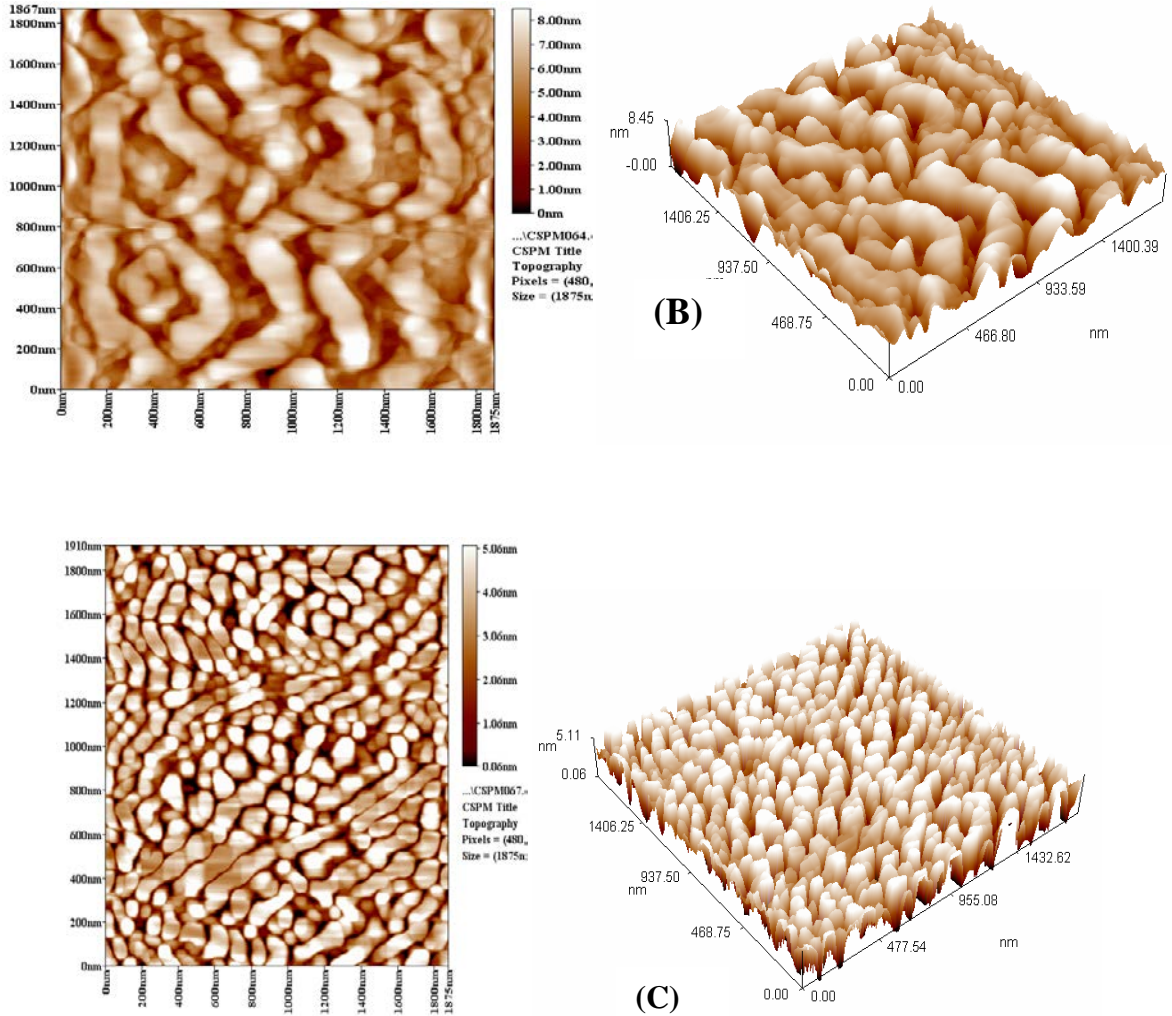 1867nm
1800nm
1600nm
1400nm
1200nm
1000nm
800nm
600nm
400nm
200nm
0nm
0nm
200nm
400nm
600nm
800nm
1000nm
1200nm
1400nm
1600nm
1800nm
1875nm
8.00nm
7.00nm
6.00nm
5.00nm
4.00nm
3.00nm
2.00nm
1.00nm
0nm
...\CSPM064.
CSPM Title
Topography
Pixels = (480,
Size = (1875n
8.45
nm
-0.00
1406.25
937.50
468.75
0.00
0.00
466.80
933.59
1400.39
nm
(B)
1910nm
1800nm
1600nm
1400nm
1200nm
1000nm
800nm
600nm
400nm
200nm
0nm
0nm
200nm
400nm
600nm
800nm
1000nm
1200nm
1400nm
1600nm
1800nm
1875nm
5.06nm
4.06nm
3.06nm
2.06nm
1.06nm
0.06nm
...\CSPM067.
CSPM Title
Topography
Pixels = (480,
Size = (1875n
5.11
nm
0.06
1406.25
937.50
nm
468.75
0.00
0.00
477.54
955.08
1432.62
nm
(C)